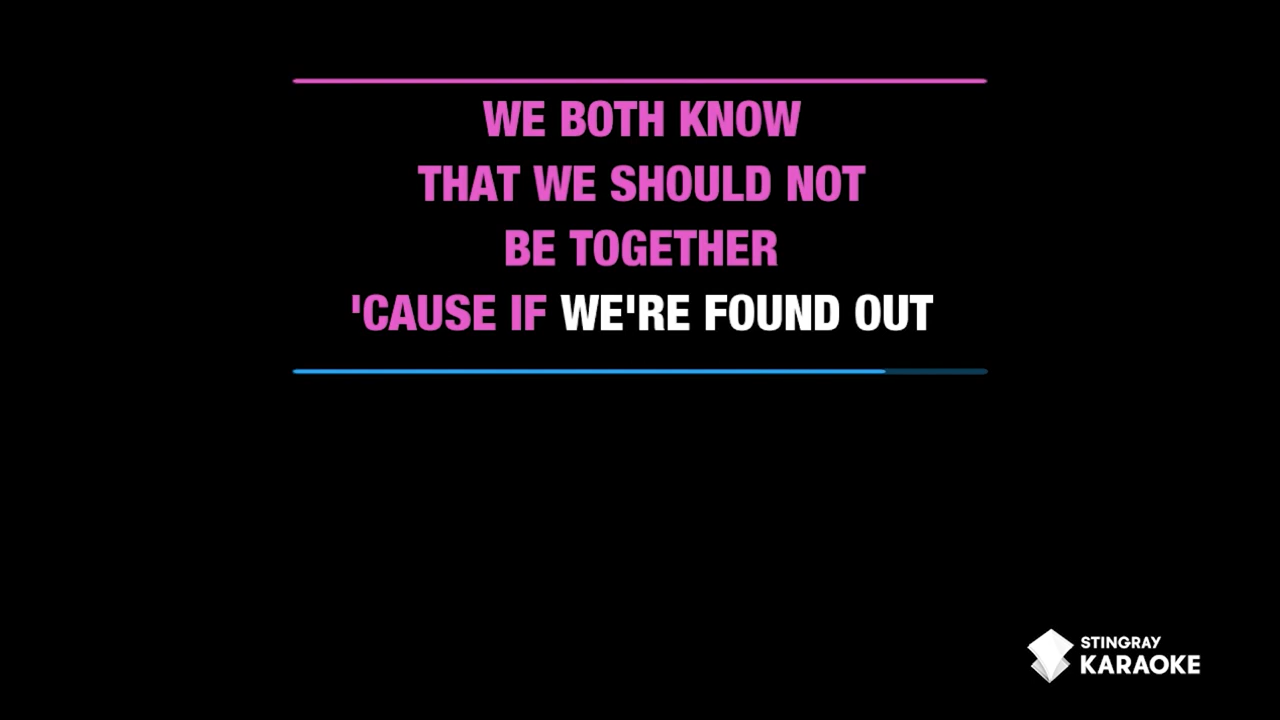 WE BOTH KNOW
THAT WE SHOULD NOT
BE TOGETHER
'CAUSE IF WE'RE FOUND OUT
STINGRAY
KARAOKE